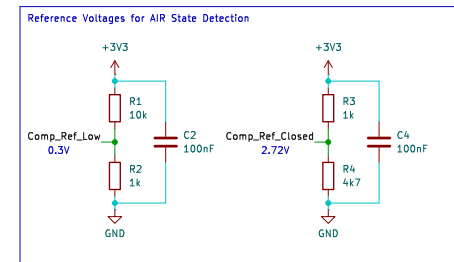 Reference Voltages for AIR State Detection
+3V3
+3V3
R1
10k
R3
1k
Comp_Ref_Low
0.3V
C2
100nF
Comp_Ref_Closed
2.72V
C4
100nF
R2
1k
R4
4k7
GND
GND